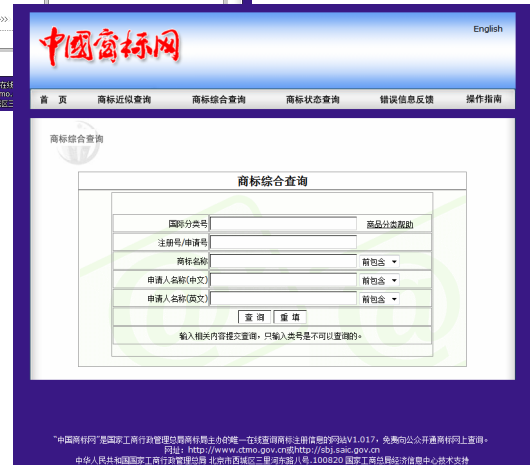 English
中國商标网
首 页 商标近似查询 商标综合查询 商标状态查询 错误信息反馈 操作指南
商标综合查询
商标综合查询
国际分类号 商品分类帮助
注册号/申请号
商标名称 前包含
申请人名称(中文) 前包含
申请人名称(英文) 前包含
查 询 重 填
输入相关内容提交查询，只输入类号是不可以查询的。
“中国商标网”是国家工商行政管理总局商标局主办的唯一在线查询商标注册信息的网站V1.017，免费向公众开通商标网上查询。
网址：http://www.ctmo.gov.cn或http://sbj.saic.gov.cn
中华人民共和国国家工商行政管理总局 北京市西城区三里河东路八号.100820 国家工商总局经济信息中心技术支持